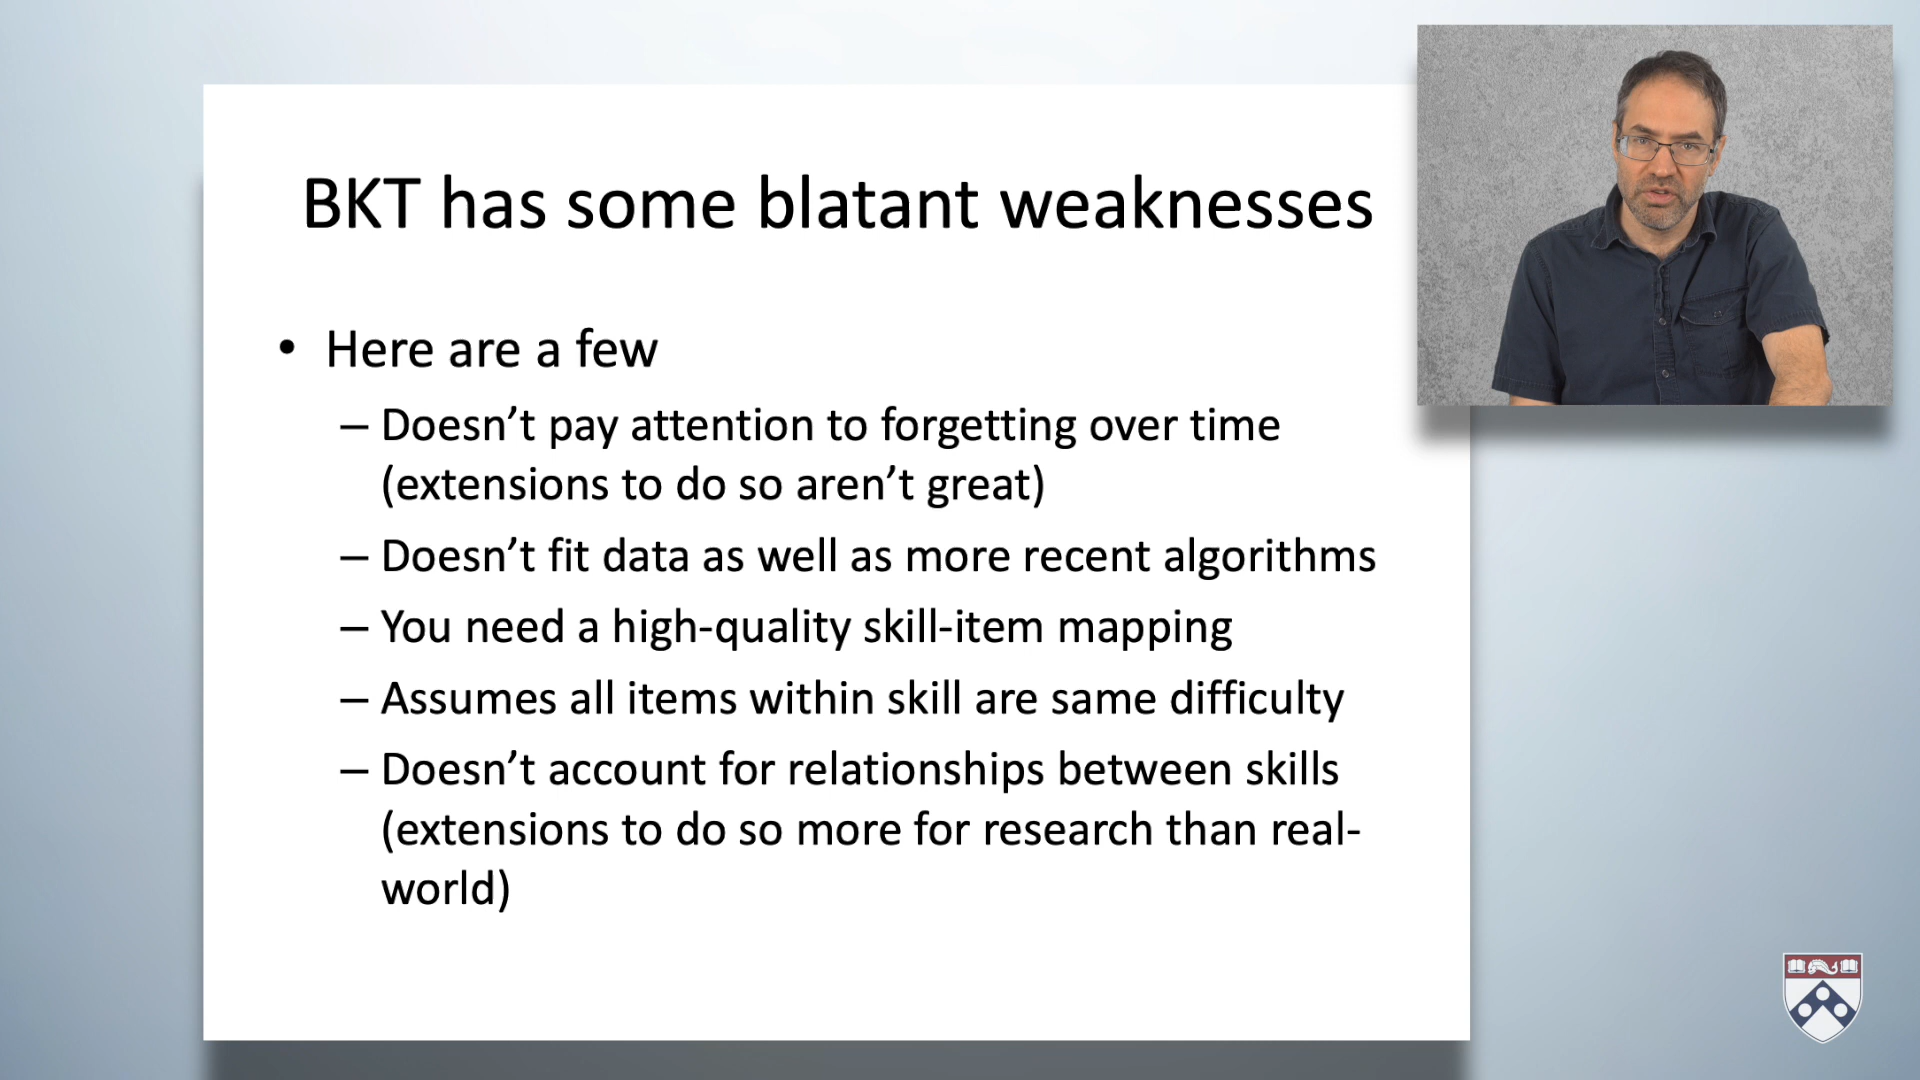 BKT has some blatant weaknesses
• Here are a few
– Doesn’t pay attention to forgetting over time
(extensions to do so aren’t great)
– Doesn’t fit data as well as more recent algorithms
– You need a high-quality skill-item mapping
– Assumes all items within skill are same difficulty
– Doesn’t account for relationships between skills
(extensions to do so more for research than real-
world)